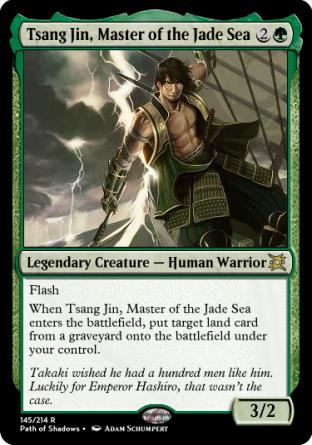 Tsang Jin, Master of the Jade Sea 2
Legendary Creature — Human Warrior
Flash
When Tsang Jin, Master of the Jade Sea
enters the battlefield, put target land card
from a graveyard onto the battlefield under
your control.
Takaki wished he had a hundred men like him.
Luckily for Emperor Hashiro, that wasn't the
case.
3/2
145/214 R
Path of Shadows • Adam Schumpert